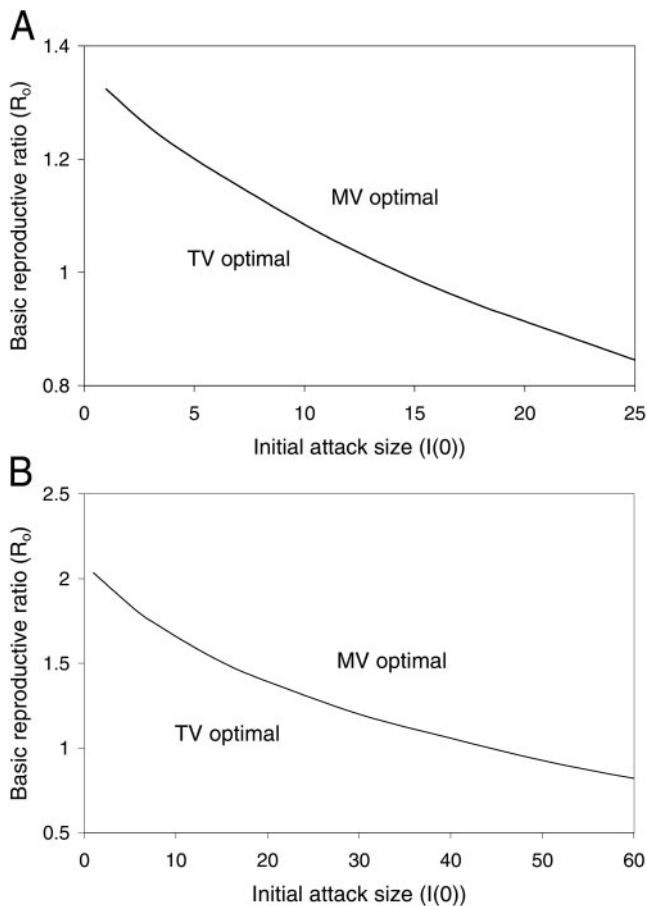 A
1.4
1.2
1
0.8
Basic reproductive ratio (Ro)
MV optimal
TV optimal
0 5 10 15 20 25
Initial attack size (I(0))
B
2.5
2
1.5
1
0.5
Basic reproductive ratio (Ro)
MV optimal
TV optimal
0 10 20 30 40 50 60
Initial attack size (I(0))